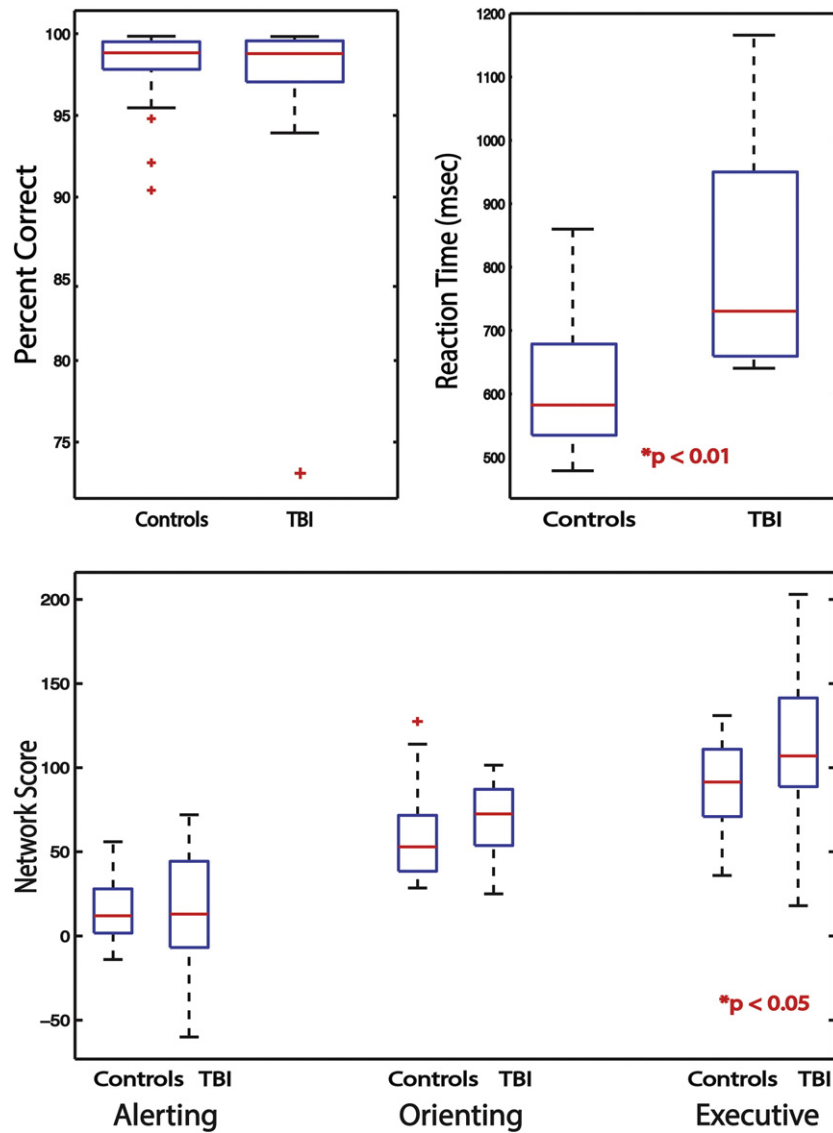 Percent Correct
100
95
90
85
80
75
Controls TBI
Reaction Time (msec)
1200
1100
1000
900
800
700
600
500
*p < 0.01
Controls TBI
Network Score
200
150
100
50
0
−50
*p < 0.05
Controls TBI Controls TBI Controls TBI
Alerting Orienting Executive